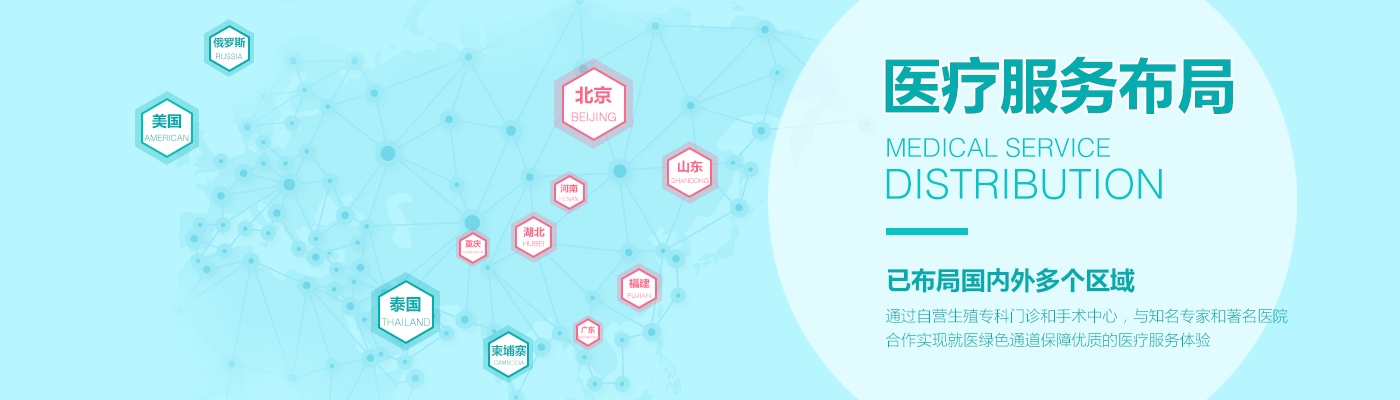 俄罗斯
RUSSIA
美国
AMERICAN
北京
BEIJING
山东
SHANDONG
河南
HENAN
湖北
HUBEI
重庆
福建
FUJIAN
泰国
THAILAND
广东
柬埔寨
CAMBODIA
医疗服务布局
MEDICAL SERVICE
DISTRIBUTION
已布局国内外多个区域
通过自营生殖专科门诊和手术中心，与知名专家和著名医院
合作实现就医绿色通道保障优质的医疗服务体验